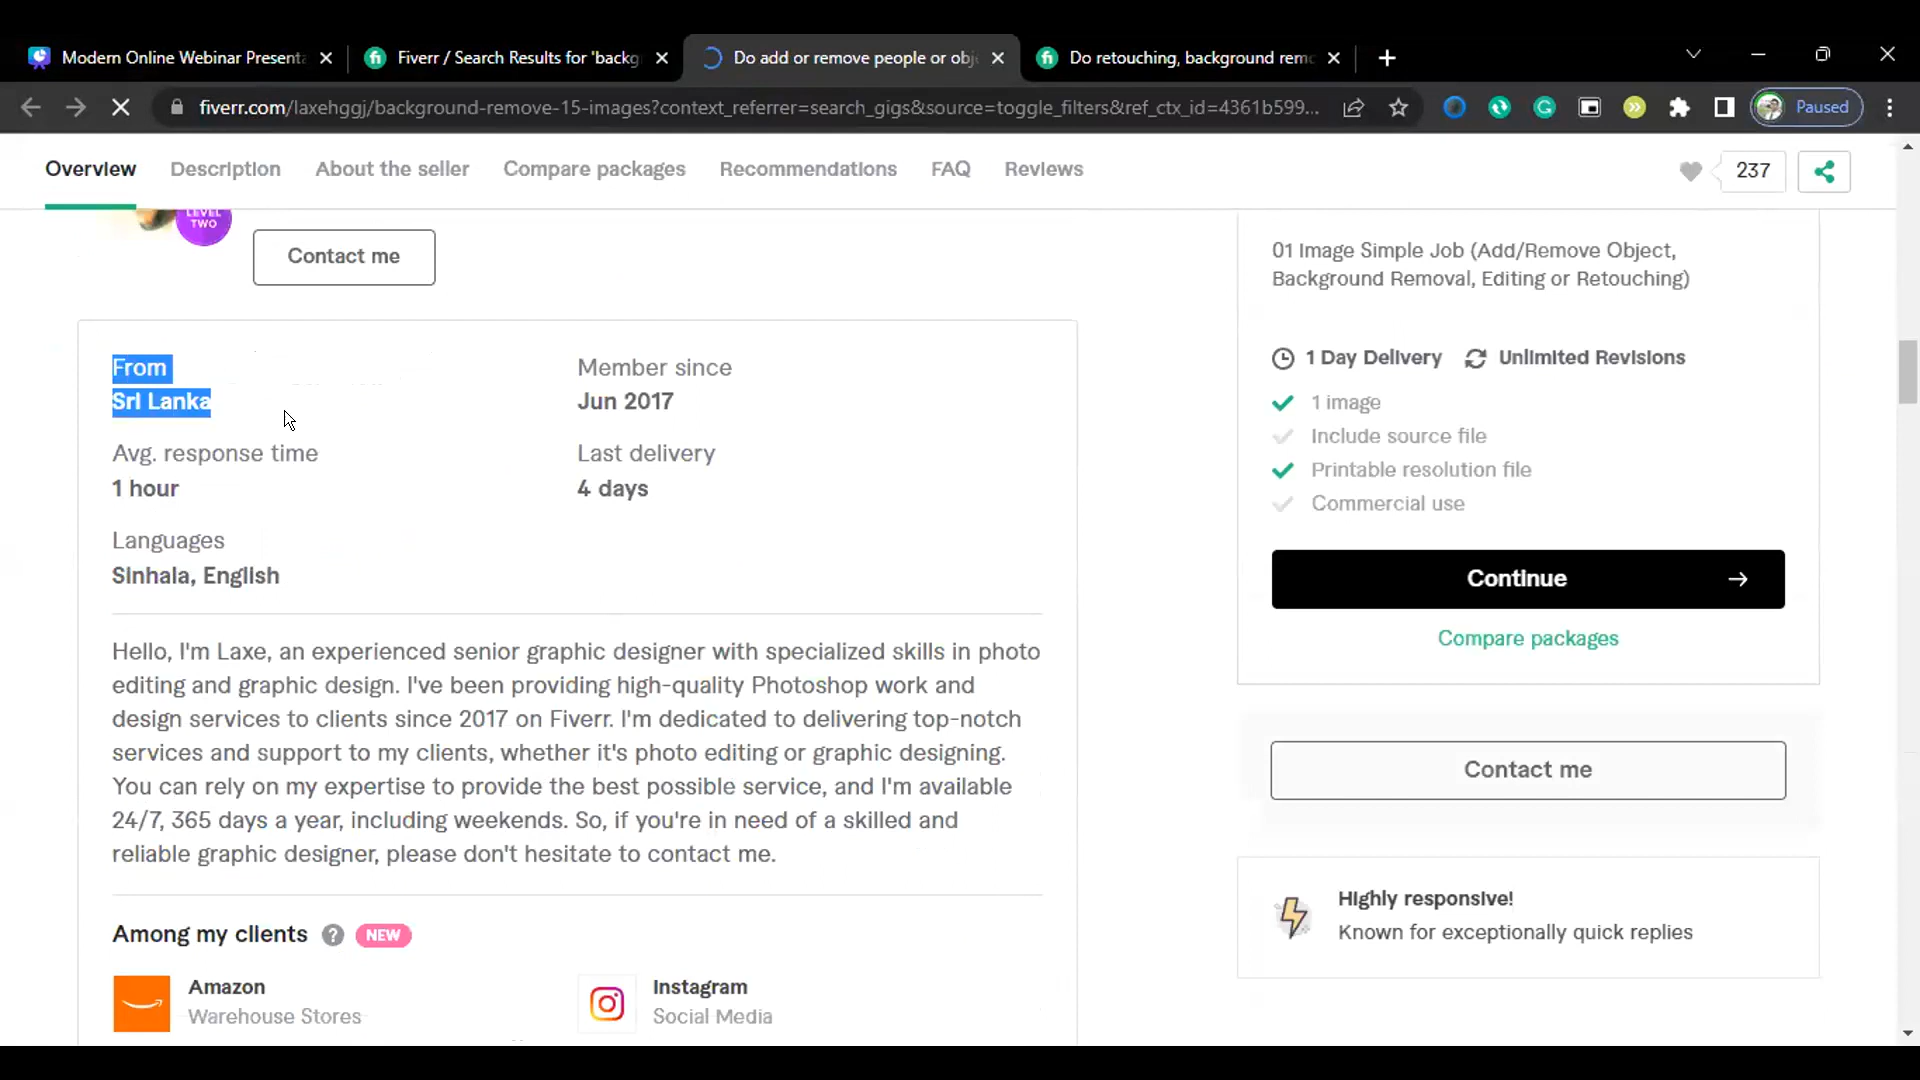 Modern Online Webinar Presenta
Fiverr / Search Results for 'backg
Do add or remove people or obj
Do retouching, background remo
fiverr.com/laxehggj/background-remove-15-images?context_referrer=search_gigs&source=toggle_filters&ref_ctx_id=4361b599...
Paused
Overview
Description
About the seller
Compare packages
Recommendations
FAQ
Reviews
237
LEVEL
TWO
Contact me
From
Sri Lanka
Member since
Jun 2017
Avg. response time
1 hour
Last delivery
4 days
Languages
Sinhala, English
Hello, I'm Laxe, an experienced senior graphic designer with specialized skills in photo
editing and graphic design. I've been providing high-quality Photoshop work and
design services to clients since 2017 on Fiverr. I'm dedicated to delivering top-notch
services and support to my clients, whether it's photo editing or graphic designing.
You can rely on my expertise to provide the best possible service, and I'm available
24/7, 365 days a year, including weekends. So, if you're in need of a skilled and
reliable graphic designer, please don't hesitate to contact me.
Among my clients
?
NEW
Amazon
Warehouse Stores
Instagram
Social Media
01 Image Simple Job (Add/Remove Object,
Background Removal, Editing or Retouching)
1 Day Delivery
Unlimited Revisions
1 image
Include source file
Printable resolution file
Commercial use
Continue
Compare packages
Contact me
Highly responsive!
Known for exceptionally quick replies